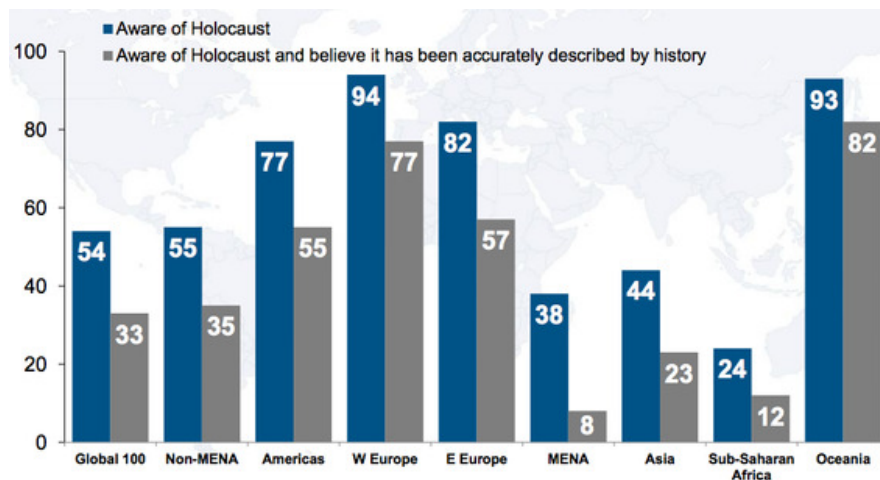 Aware of Holocaust
Aware of Holocaust and believe it has been accurately described by history
100
80
60
40
20
0
54
33
55
35
77
55
94
77
82
57
38
8
44
23
24
12
93
82
Global 100
Non-MENA
Americas
W Europe
E Europe
MENA
Asia
Sub-Saharan
Africa
Oceania